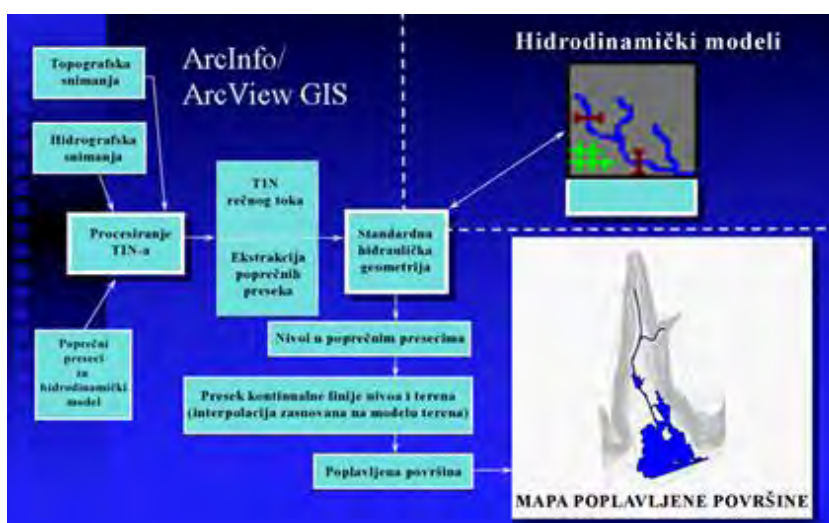 Topografska
snimanja
ArcInfo/
ArcView GIS
Hidrodinamički modeli
Hidrografska
snimanja
Procesiranje
TIN-a
TIN
rečnog toka
Ekstrakcija
poprečnih
preseka
Standardna
hidraulička
geometrija
Poprečni
preseci
za
hidrodinamički
model
Nivoi u poprečnim presecima
Presek kontinualne linije nivoa i terena
(interpolacija zasnovana na modelu terena)
Poplavljena površina
MAPA POPLAVLJENE POVRŠINE